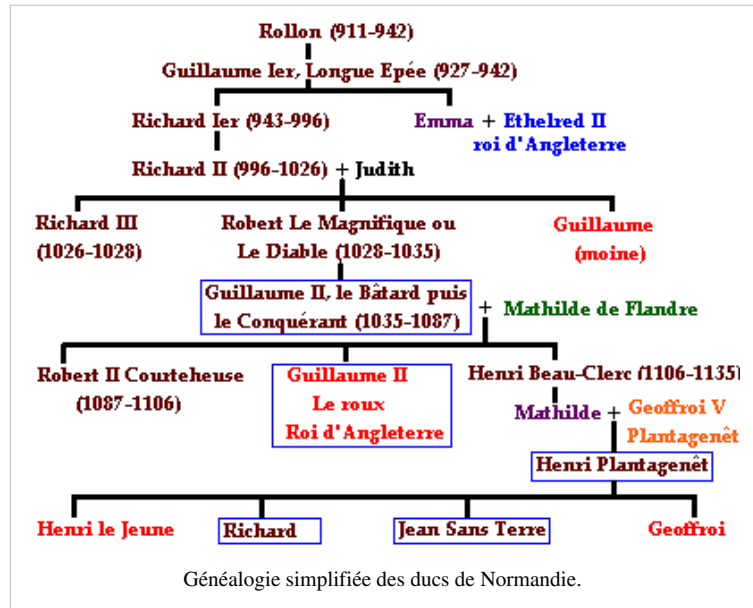 Rollon (911-942)
Guillaume Ier, Longue Epée (927-942)
Richard Ier (943-996)
Emma + Ethelred II
roi d'Angleterre
Richard II (996-1026) + Judith
Richard III
(1026-1028)
Robert Le Magnifique ou
Le Diable (1028-1035)
Guillaume
(moine)
Guillaume II, le Bâtard puis
le Conquérant (1035-1087)
+ Mathilde de Flandre
Robert II Courteheuse
(1087-1106)
Guillaume II
Le roux
Roi d'Angleterre
Henri Beau-Clerc (1106-1135)
Mathilde + Geoffroi V
Plantagenêt
Henri Plantagenêt
Henri le Jeune
Richard
Jean Sans Terre
Geoffroi
Généalogie simplifiée des ducs de Normandie.